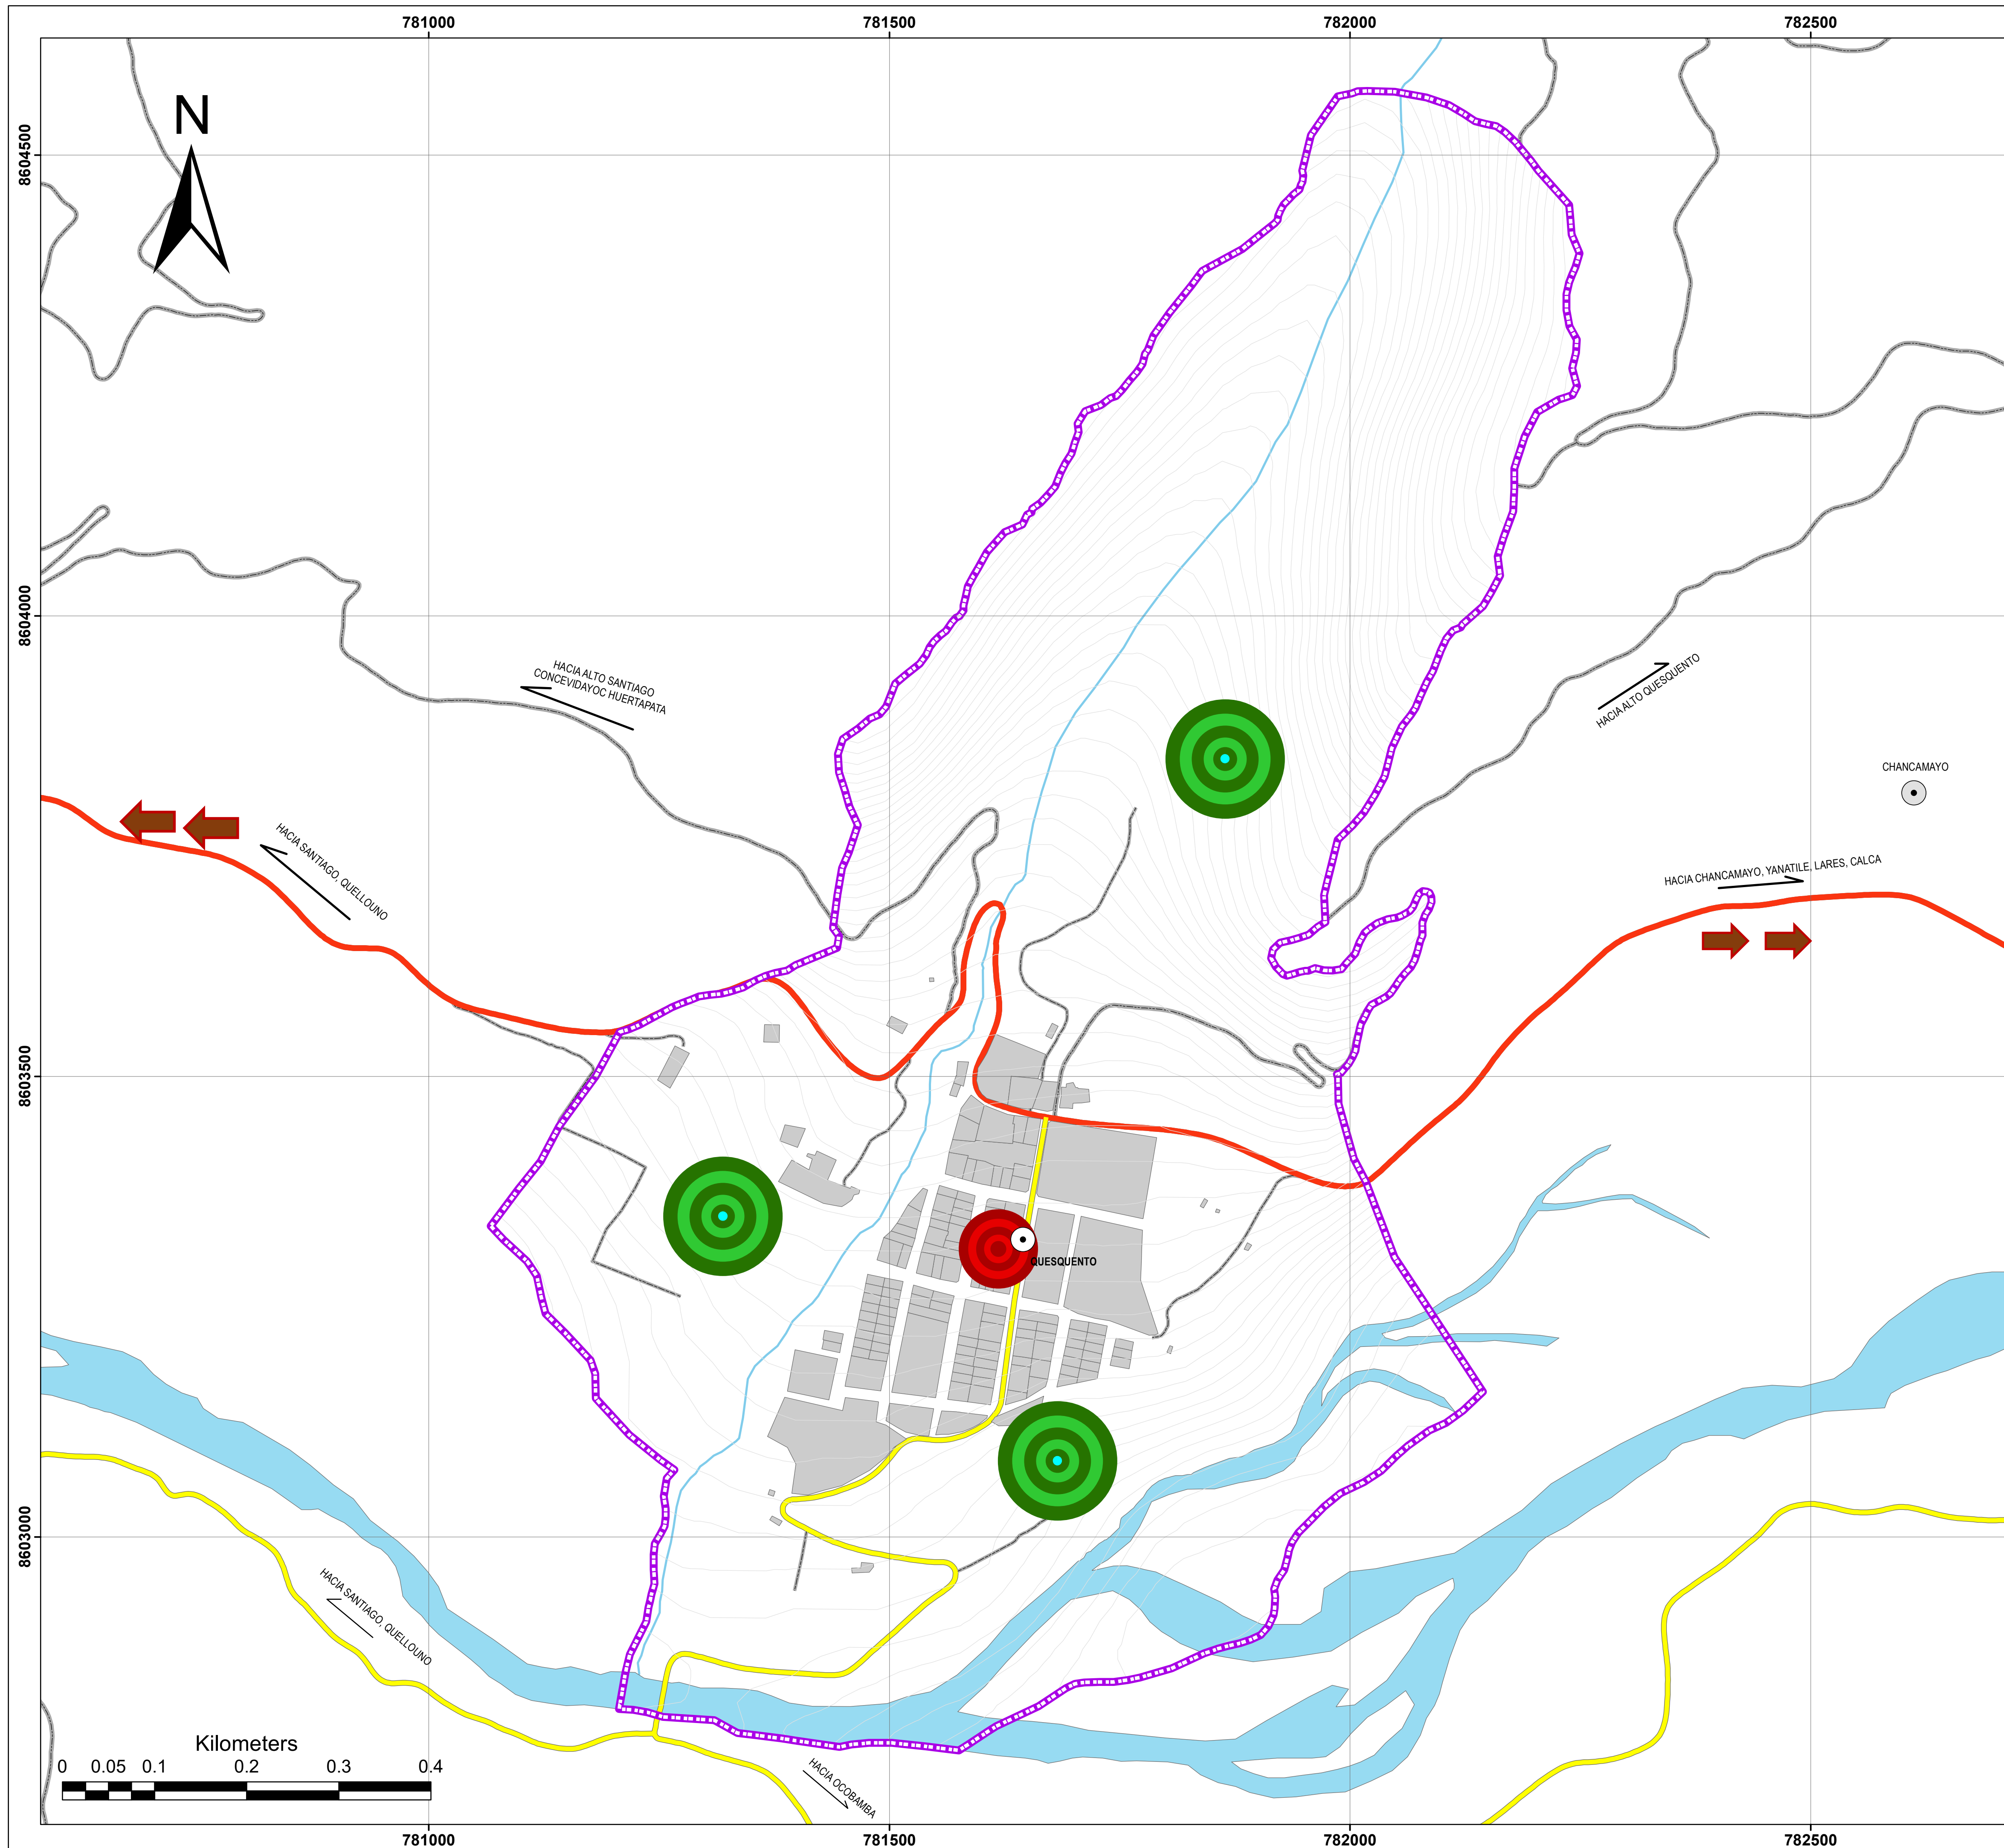 781000
781500
782000
782500
8604500
N
8604000
HACIA ALTO SANTIAGO
CONCEVIDAYOC HUERTAPATA
HACIA ALTO QUESQUENTO
CHANCAMAYO
HACIA SANTIAGO, QUELLOUNO
HACIA CHANCAMAYO, YANATILE, LARES, CALCA
8603500
QUESQUENTO
8603000
HACIA SANTIAGO, QUELLOUNO
Kilometers
0 0.05 0.1 0.2 0.3 0.4
HACIA OCOBAMBA
781000
781500
782000
782500